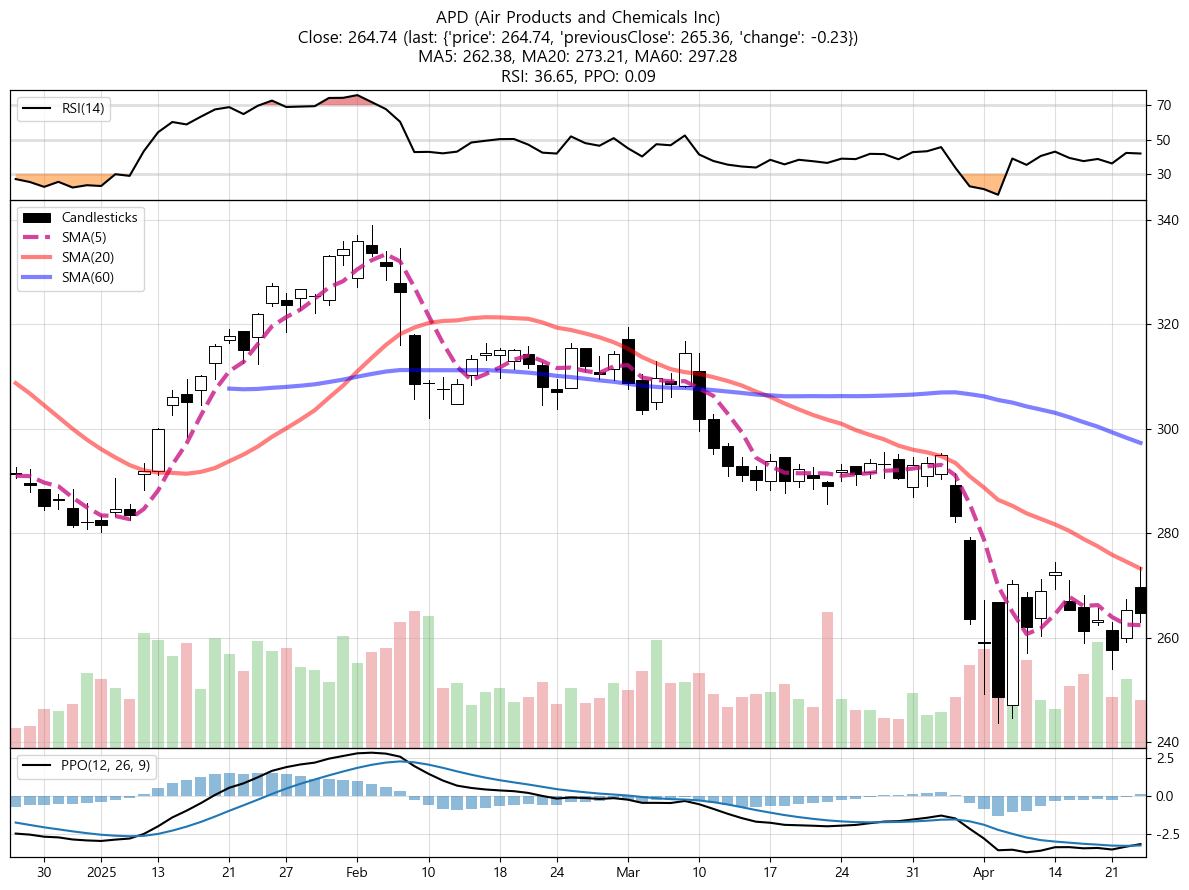 APD (Air Products and Chemicals Inc)
Close: 264.74 (last: {'price': 264.74, 'previousClose': 265.36, 'change': -0.23})
MA5: 262.38, MA20: 273.21, MA60: 297.28
RSI: 36.65, PPO: 0.09
RSI(14)
70
50
30
Candlesticks
SMA(5)
SMA(20)
SMA(60)
340
320
300
280
260
240
PPO(12, 26, 9)
2.5
0.0
-2.5
30 2025 13 21 27 Feb 10 18 24 Mar 10 17 24 31 Apr 14 21